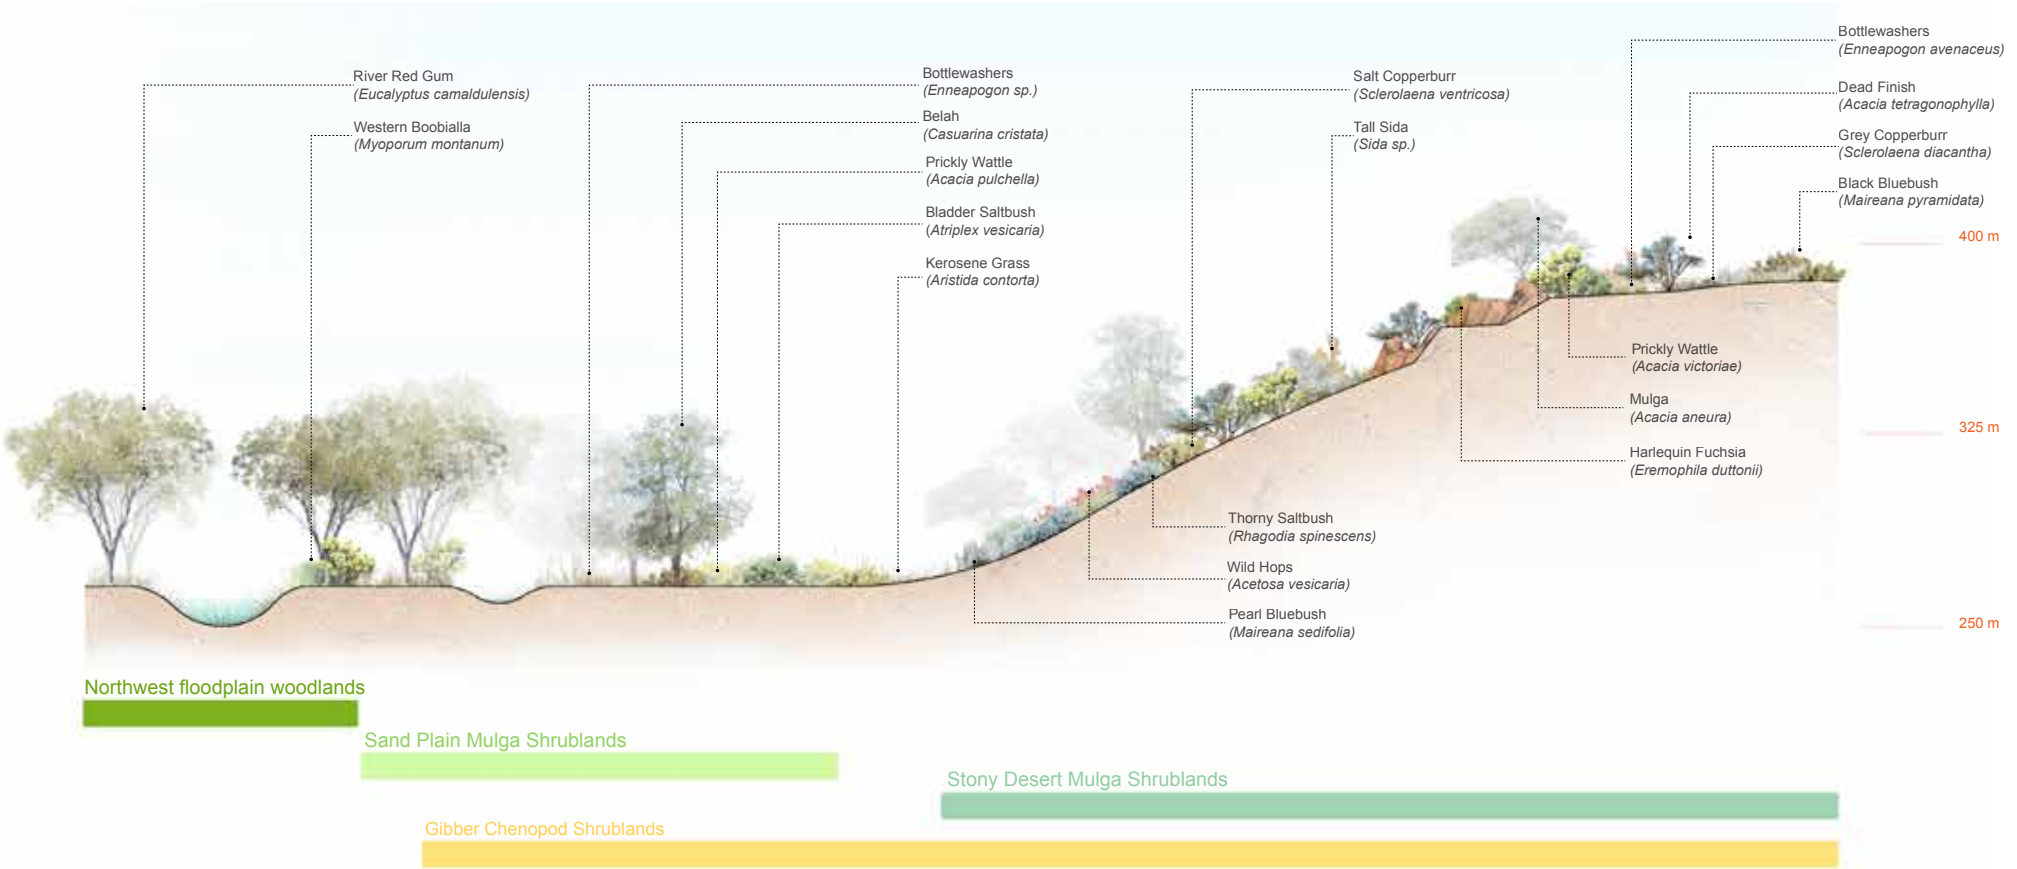 River Red Gum
(Eucalyptus camaldulensis)
Western Boobialla
(Myoporum montanum)
Bottlewashers
(Enneapogon sp.)
Belah
(Casuarina cristata)
Prickly Wattle
(Acacia pulchella)
Bladder Saltbush
(Atriplex vesicaria)
Kerosene Grass
(Aristida contorta)
Salt Copperburr
(Sclerolaena ventricosa)
Tall Sida
(Sida sp.)
Bottlewashers
(Enneapogon avenaceus)
Dead Finish
(Acacia tetragonophylla)
Grey Copperburr
(Sclerolaena diacantha)
Black Bluebush
(Maireana pyramidata)
400 m
325 m
250 m
Prickly Wattle
(Acacia victoriae)
Mulga
(Acacia aneura)
Harlequin Fuchsia
(Eremophila duttonii)
Thorny Saltbush
(Rhagodia spinescens)
Wild Hops
(Acetosa vesicaria)
Pearl Bluebush
(Maireana sedifolia)
Northwest floodplain woodlands
Sand Plain Mulga Shrublands
Stony Desert Mulga Shrublands
Gibber Chenopod Shrublands